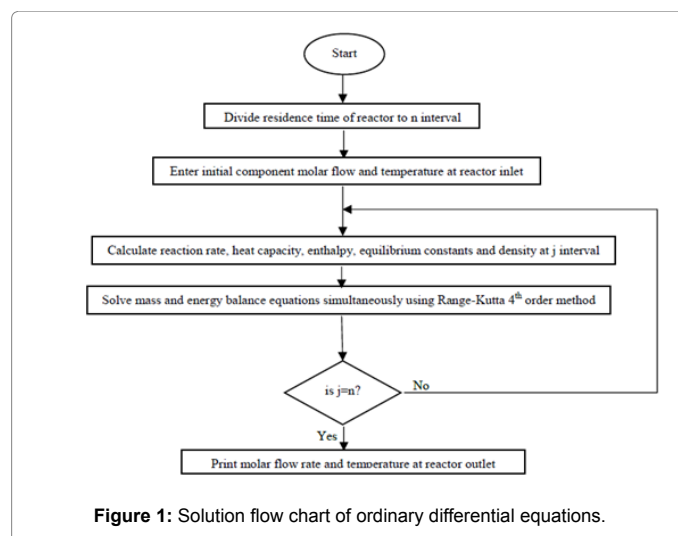 Start
Divide residence time of reactor to n interval
Enter initial component molar flow and temperature at reactor inlet
Calculate reaction rate, heat capacity, enthalpy, equilibrium constants and density at j interval
Solve mass and energy balance equations simultaneously using Range-Kutta 4th order method
is j=n?
No
Yes
Print molar flow rate and temperature at reactor outlet
Figure 1: Solution flow chart of ordinary differential equations.